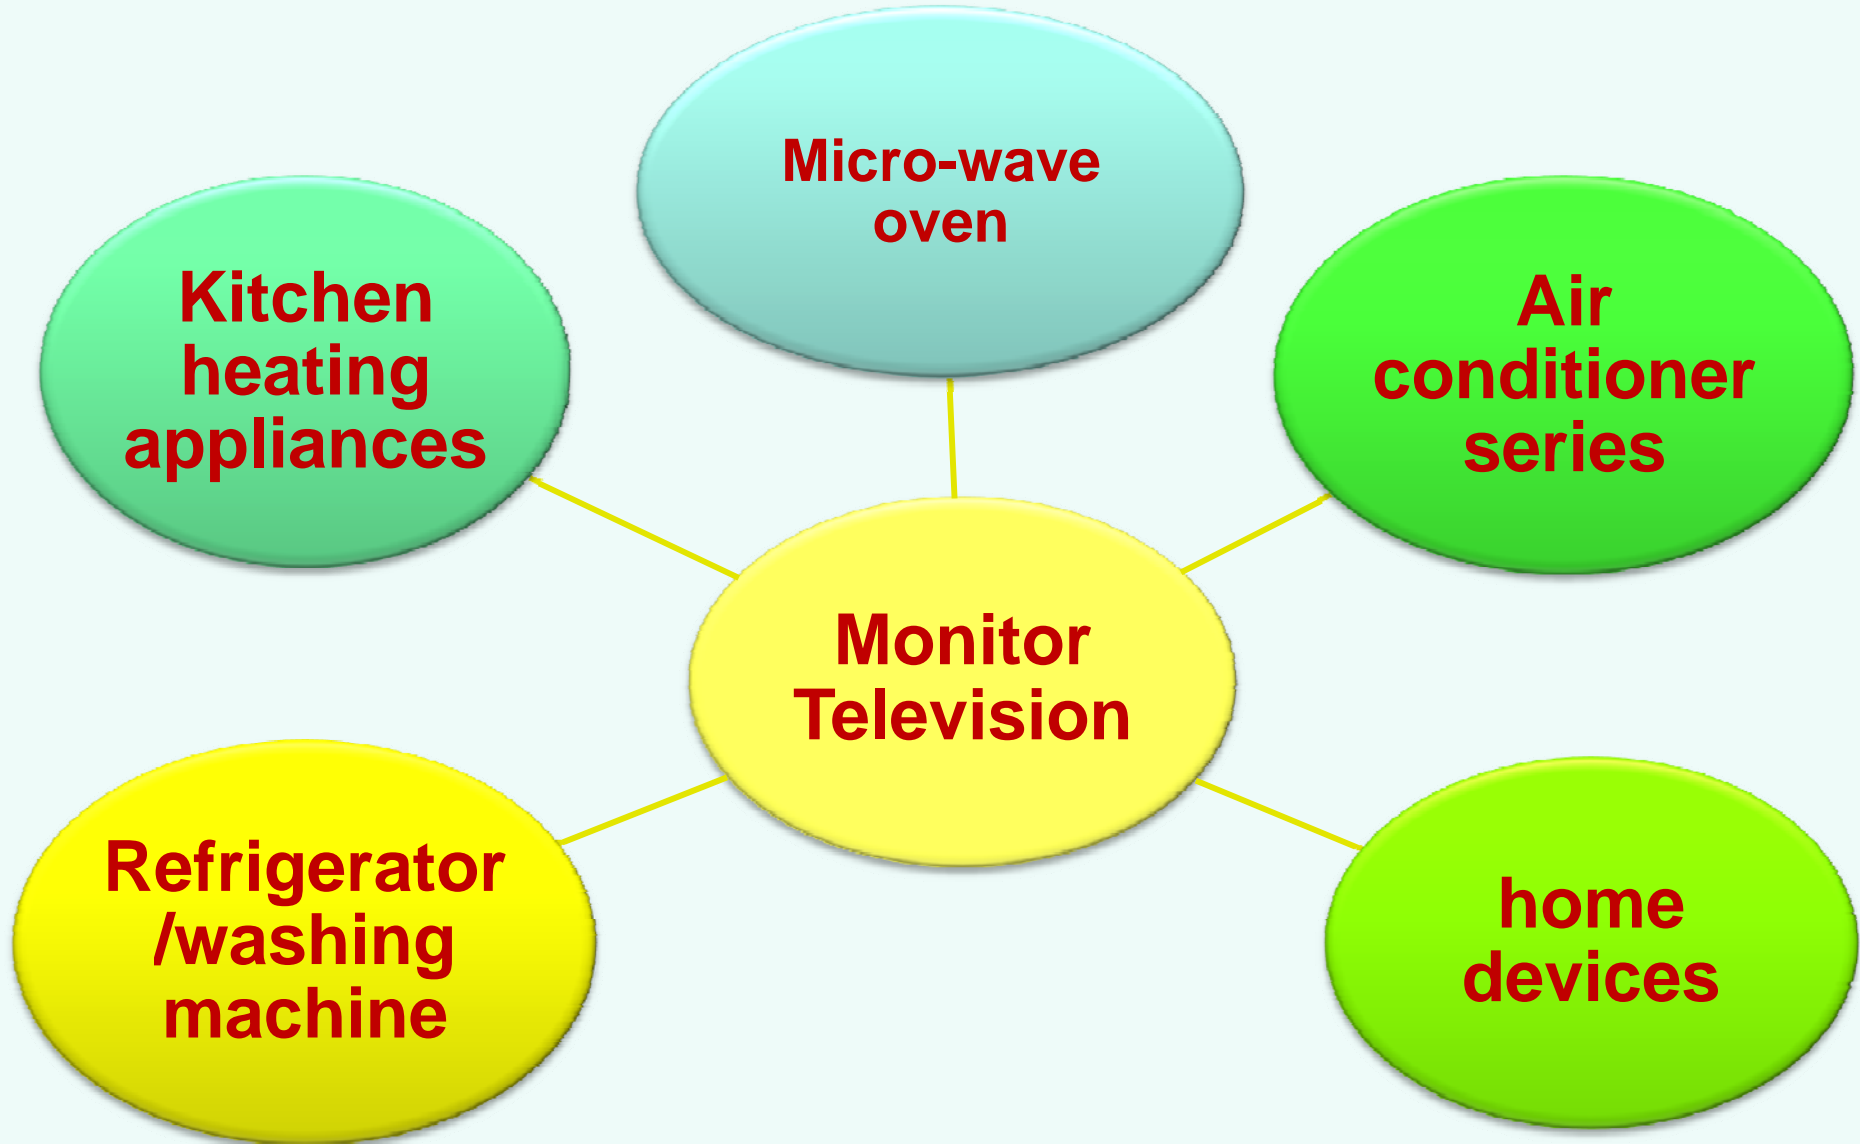 Micro-wave
oven
Kitchen
heating
appliances
Air
conditioner
series
Monitor
Television
Refrigerator
/washing
machine
home
devices